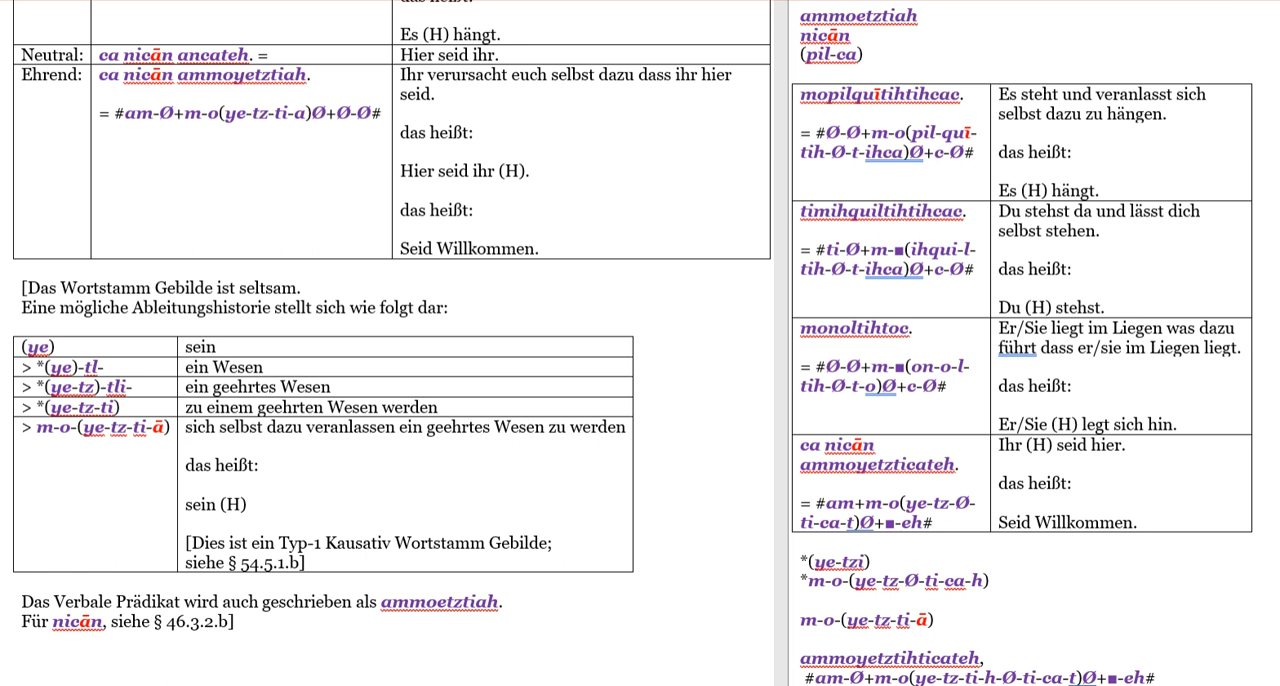 Es (H) hängt.
Neutral: ca nicān ancateh. = Hier seid ihr.
Ehrend: ca nicān ammoyetztiah. Ihr verursacht euch selbst dazu dass ihr hier
seid.
= #am-Ø+m-o(ye-tz-ti-a)Ø+Ø-Ø#
das heißt:
Hier seid ihr (H).
das heißt:
Seid Willkommen.
[Das Wortstamm Gebilde ist seltsam.
Eine mögliche Ableitungshistorie stellt sich wie folgt dar:
(ye) sein
> *(ye)-tl- ein Wesen
> *(ye-tz)-tli- ein geehrtes Wesen
> *(ye-tz-ti) zu einem geehrten Wesen werden
> m-o-(ye-tz-ti-ā) sich selbst dazu veranlassen ein geehrtes Wesen zu werden
das heißt:
sein (H)
[Dies ist ein Typ-1 Kausativ Wortstamm Gebilde;
siehe § 54.5.1.b]
Das Verbale Prädikat wird auch geschrieben als ammoetztiah.
Für nicān, siehe § 46.3.2.b]
ammoetztiah
nicān
(pil-ca)
mopilquītihtihcac. Es steht und veranlasst sich
selbst dazu zu hängen.
= #Ø-Ø+m-o(pil-quī-
tih-Ø-t-ihca)Ø+c-Ø# das heißt:
Es (H) hängt.
timihquiltihtihcac. Du stehst da und lässt dich
selbst stehen.
= #ti-Ø+m-■(ihqui-l-
tih-Ø-t-ihca)Ø+c-Ø# das heißt:
Du (H) stehst.
monoltihtoc. Er/Sie liegt im Liegen was dazu
führt dass er/sie im Liegen liegt.
= #Ø-Ø+m-■(on-o-l-
tih-Ø-t-o)Ø+c-Ø# das heißt:
Er/Sie (H) legt sich hin.
ca nicān Ihr (H) seid hier.
ammoyetzticateh.
das heißt:
= #am+m-o(ye-tz-Ø-
ti-ca-t)Ø+■-eh# Seid Willkommen.
*(ye-tzi)
*m-o-(ye-tz-Ø-ti-ca-h)
m-o-(ye-tz-ti-ā)
ammoyetztihticateh,
#am-Ø+m-o(ye-tz-ti-h-Ø-ti-ca-t)Ø+■-eh#